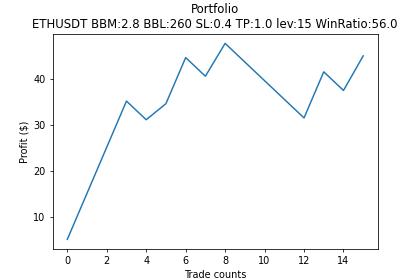 Portfolio
ETHUSDT BBM:2.8 BBL:260 SL:0.4 TP:1.0 lev:15 WinRatio:56.0
Profit ($)
40
30
20
10
0 2 4 6 8 10 12 14
Trade counts